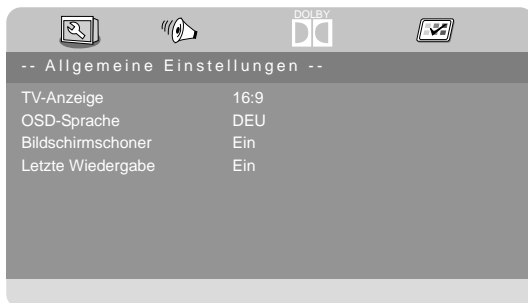 DOLBY
-- Allgemeine Einstellungen --
TV-Anzeige 16:9
OSD-Sprache DEU
Bildschirmschoner Ein
Letzte Wiedergabe Ein